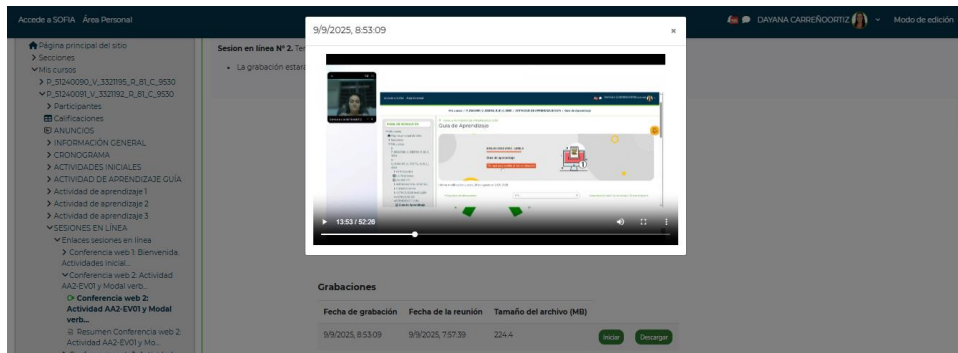 Accede a SOFIA Área Personal
DAYANA CARREÑOORTIZ
Modo de edición
Página principal del sitio
Secciones
Mis cursos
P_51240090_V_3321195_R_81_C_9530
P_51240091_V_3321192_R_81_C_9530
Participantes
Calificaciones
ANUNCIOS
INFORMACIÓN GENERAL
CRONOGRAMA
ACTIVIDADES INICIALES
ACTIVIDAD DE APRENDIZAJE GUÍA
Actividad de aprendizaje 1
Actividad de aprendizaje 2
Actividad de aprendizaje 3
SESIONES EN LÍNEA
Enlaces sesiones en línea
Conferencia web 1: Bienvenida.
Actividades Inicial...
Conferencia web 2: Actividad
AA2-EV01 y Modal verb...
Conferencia web 2:
Actividad AA2-EV01 y Modal
verb...
Resumen Conferencia web 2:
Actividad AA2-EV01 y Mo...
Sesion en línea N° 2.
La grabación estará
9/9/2025, 8:53:09
×
Guía de Aprendizaje
13:53 / 52:26
Grabaciones
Fecha de grabación Fecha de la reunión Tamaño del archivo (MB)
9/9/2025, 8:53:09 9/9/2025, 7:57:39 224.4 Iniciar Descargar